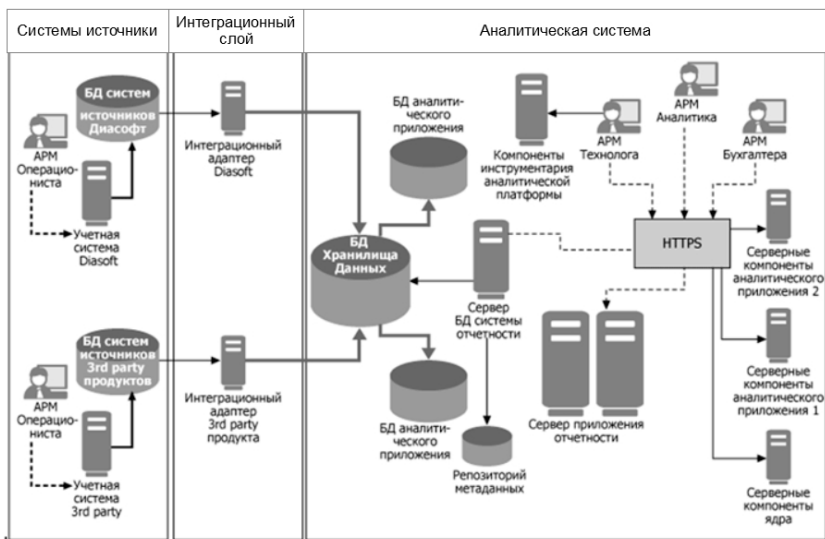 Системы источники
Интеграционный
слой
Аналитическая система
БД систем
источников
Диасофт
АРМ
Операцио-
ниста
Учетная
система
Diasoft
Интеграционный
адаптер
Diasoft
БД систем
источников
3rd party
продуктов
АРМ
Операцио-
ниста
Учетная
система
3rd party
Интеграционный
адаптер
3rd party
продукта
БД аналити-
ческого
приложения
БД
Хранилища
Данных
БД аналити-
ческого
приложения
Компоненты
инструментария
аналитической
платформы
АРМ
Технолога
АРМ
Аналитика
АРМ
Бухгалтера
HTTPS
Сервер
БД системы
отчетности
Сервер приложения
отчетности
Репозиторий
метаданных
Серверные
компоненты
аналитического
приложения 2
Серверные
компоненты
аналитического
приложения 1
Серверные
компоненты
ядра